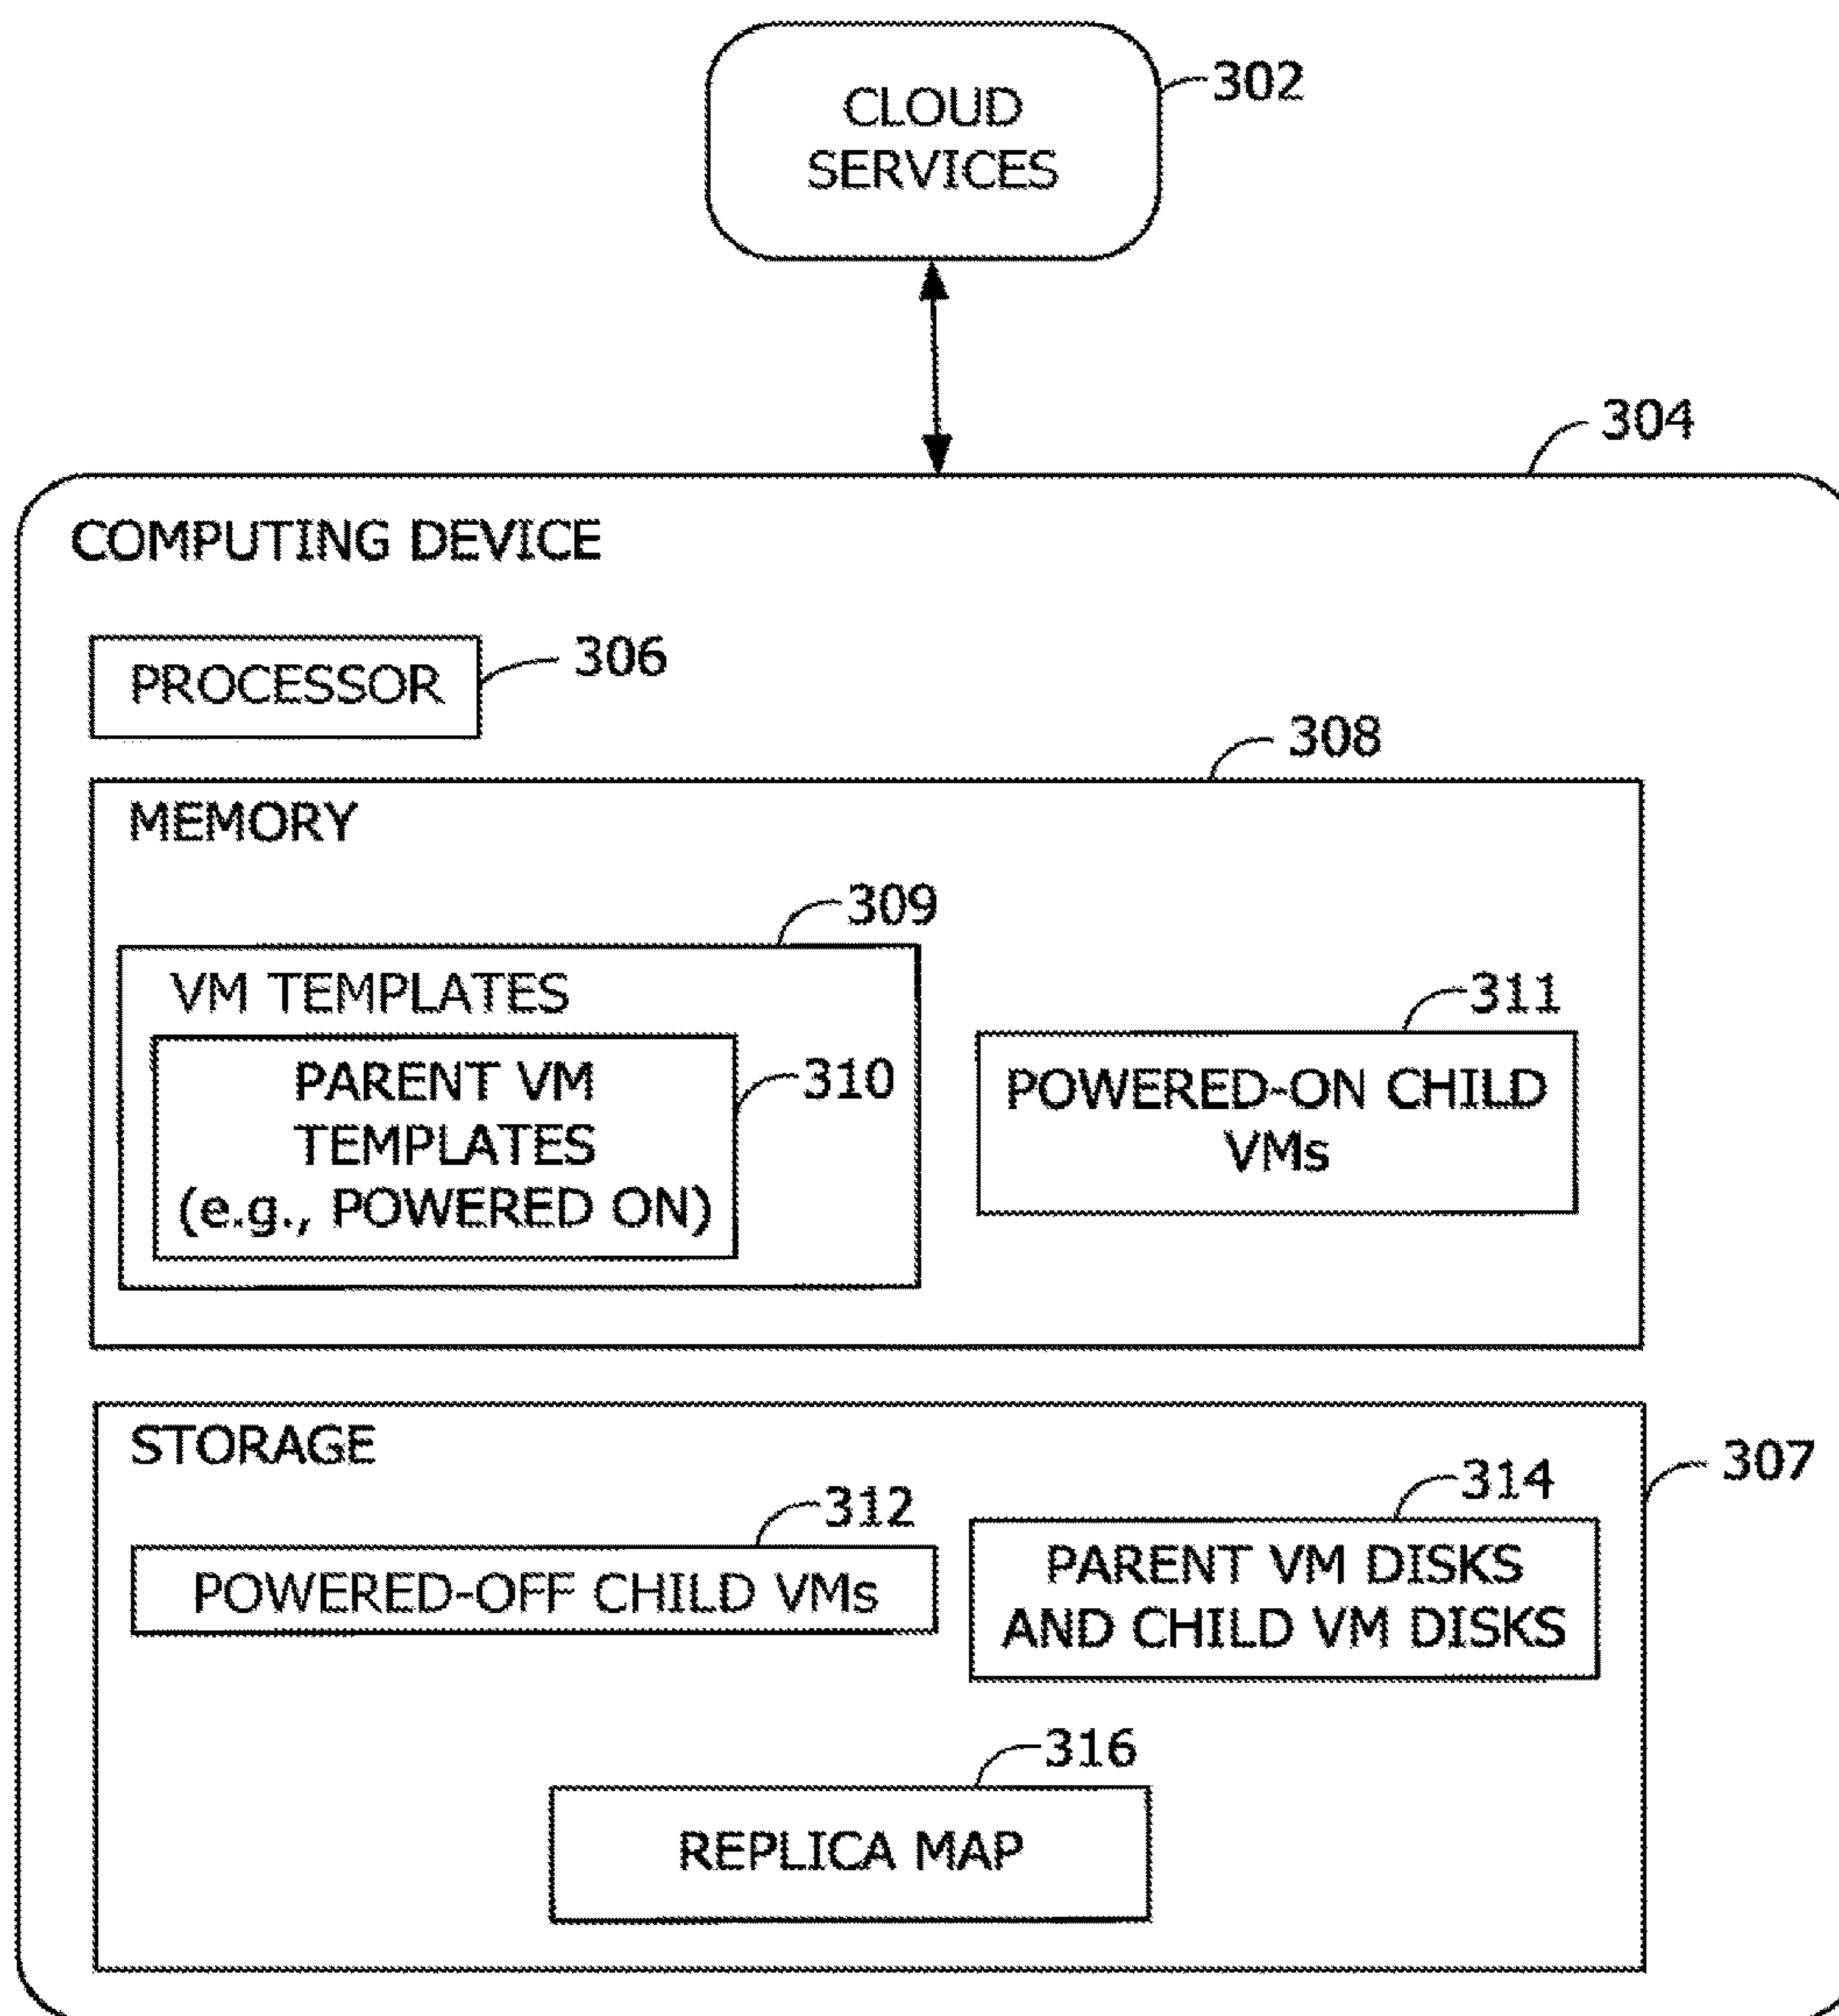 CLOUD
SERVICES
302
304
COMPUTING DEVICE
PROCESSOR
306
308
MEMORY
309
VM TEMPLATES
311
PARENT VM
TEMPLATES
(e.g., POWERED ON)
310
POWERED-ON CHILD
VMs
STORAGE
307
312
314
POWERED-OFF CHILD VMs
PARENT VM DISKS
AND CHILD VM DISKS
316
REPLICA MAP